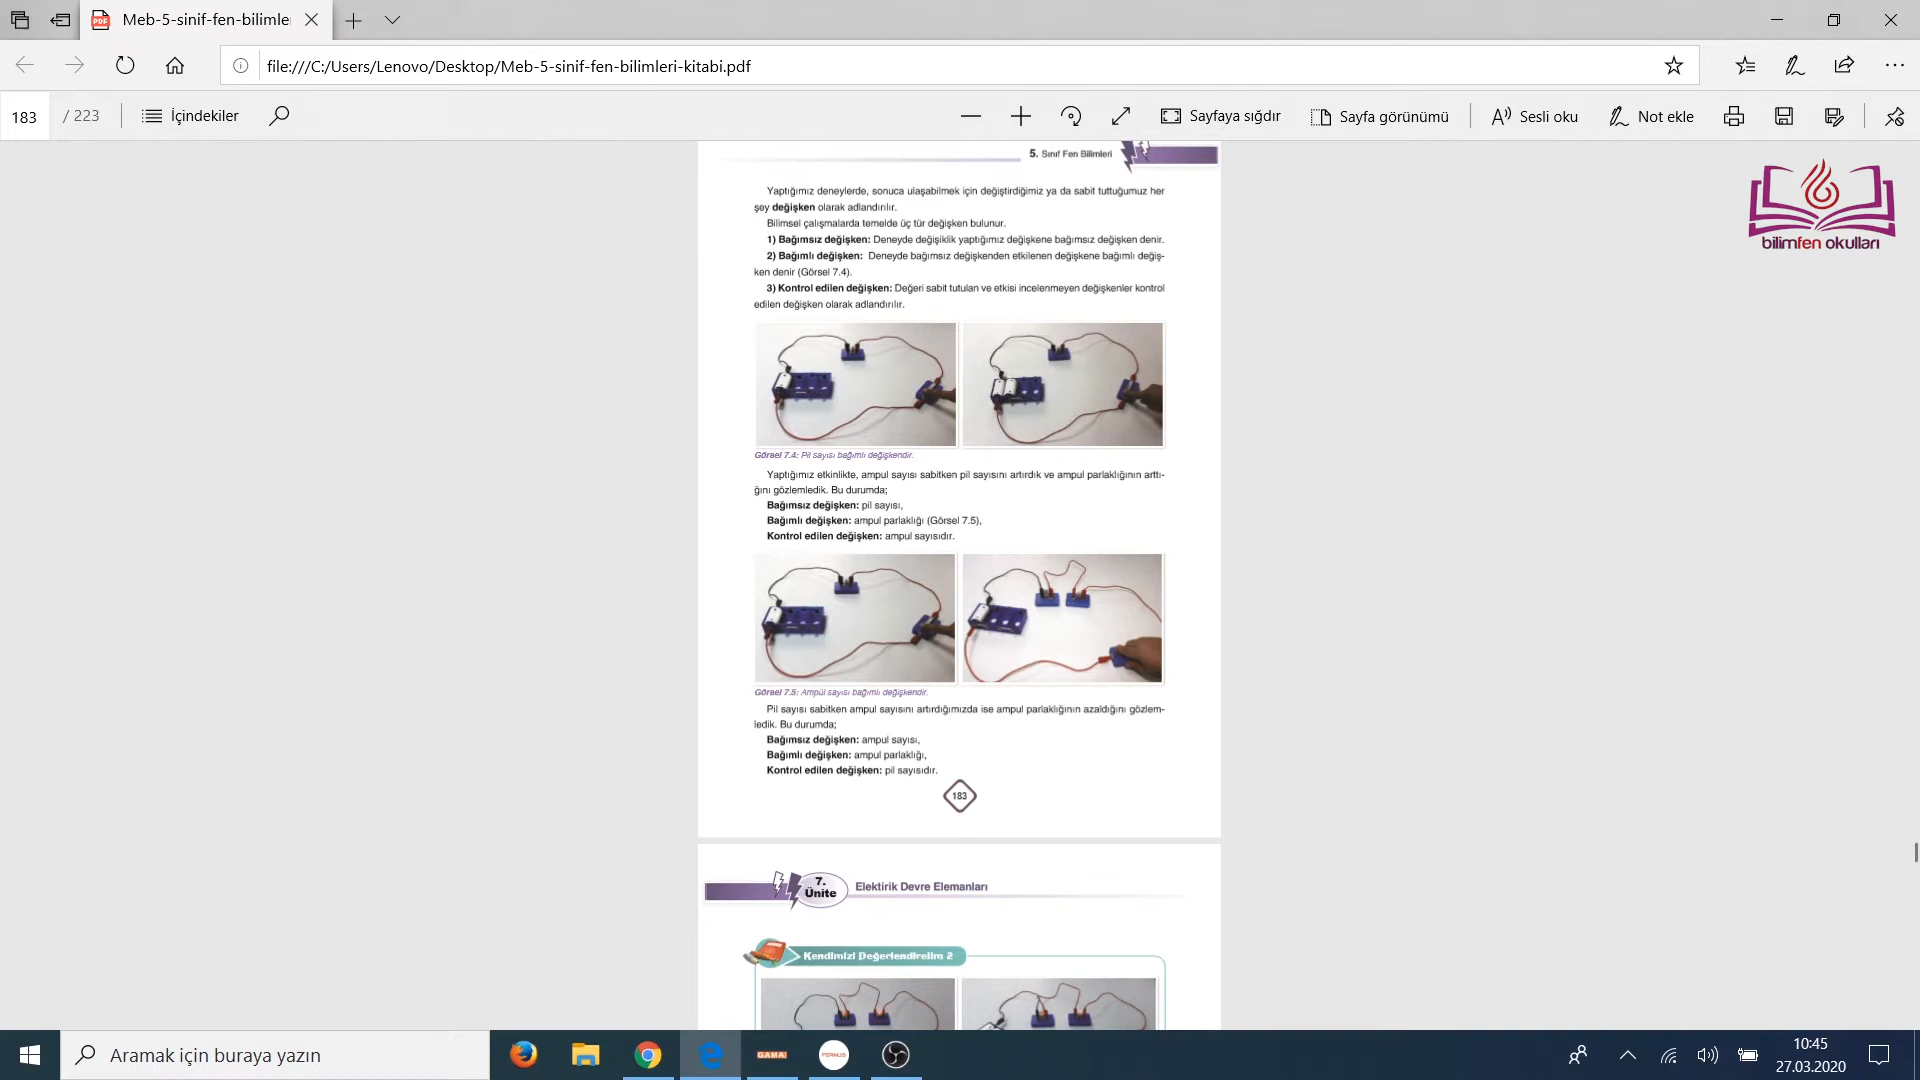 Meb-5-sinif-fen-bilimle
file:///C:/Users/Lenovo/Desktop/Meb-5-sinif-fen-bilimleri-kitabi.pdf
183 / 223 İçindekiler Sayfaya sığdır Sayfa görünümü Sesli oku Not ekle
5. Sınıf Fen Bilimleri
bilimfen okulları
Yaptığımız deneylerde, sonuca ulaşabilmek için değiştirdiğimiz ya da sabit tuttuğumuz her
şey değişken olarak adlandırılır.
Bilimsel çalışmalarda temelde üç tür değişken bulunur.
1) Bağımsız değişken: Deneyde değişiklik yaptığımız değişkene bağımsız değişken denir.
2) Bağımlı değişken: Deneyde bağımsız değişkenden etkilenen değişkene bağımlı değiş-
ken denir (Görsel 7.4).
3) Kontrol edilen değişken: Değeri sabit tutulan ve etkisi incelenmeyen değişkenler kontrol
edilen değişken olarak adlandırılır.
Görsel 7.4: Pil sayısı bağımlı değişkendir.
Yaptığımız etkinlikte, ampul sayısı sabitken pil sayısını artırdık ve ampul parlaklığının arttı-
ğını gözlemledik. Bu durumda;
Bağımsız değişken: pil sayısı,
Bağımlı değişken: ampul parlaklığı (Görsel 7.5),
Kontrol edilen değişken: ampul sayısıdır.
Görsel 7.5: Ampül sayısı bağımlı değişkendir.
Pil sayısı sabitken ampul sayısını artırdığımızda ise ampul parlaklığının azaldığını gözlem-
ledik. Bu durumda;
Bağımsız değişken: ampul sayısı,
Bağımlı değişken: ampul parlaklığı,
Kontrol edilen değişken: pil sayısıdır.
183
7.
Ünite
Elektirik Devre Elemanları
Kendimizi Değerlendirelim 2
Aramak için buraya yazın
GAMA
FERNUS
10:45
27.03.2020